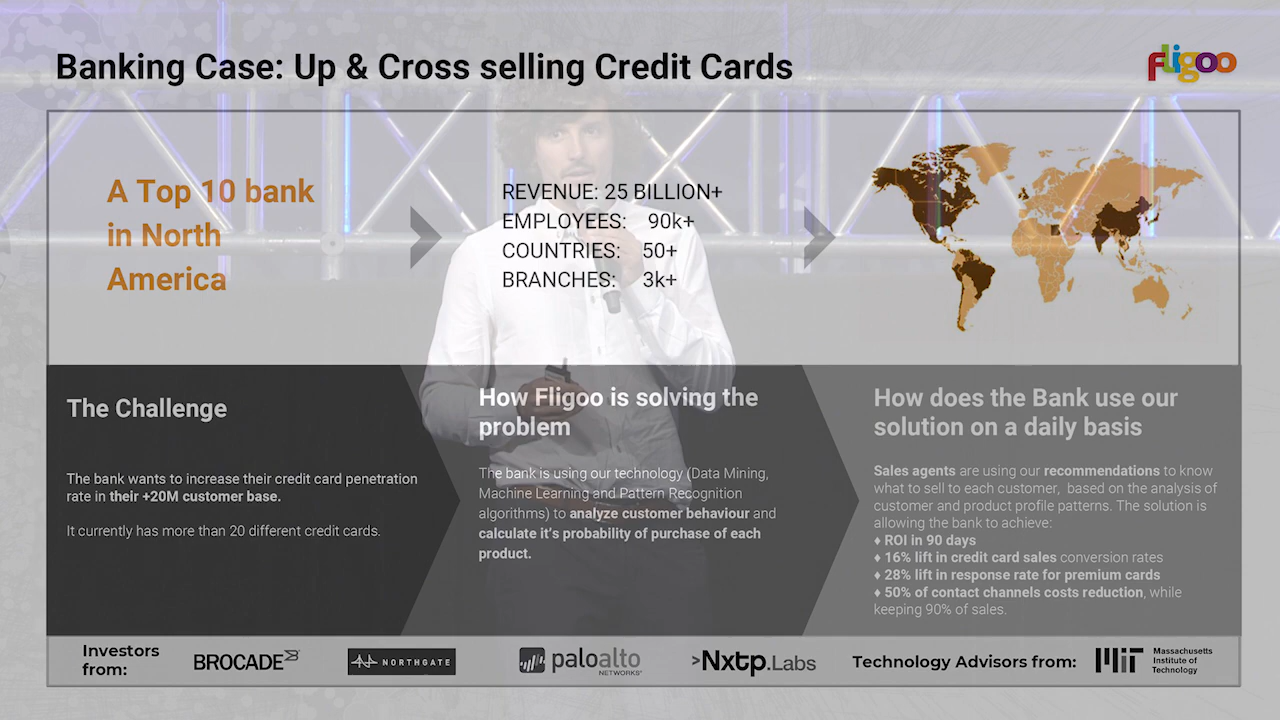 Banking Case: Up & Cross selling Credit Cards
fligoo
A Top 10 bank
in North
America
REVENUE: 25 BILLION+
EMPLOYEES: 90k+
COUNTRIES: 50+
BRANCHES: 3k+
The Challenge
The bank wants to increase their credit card penetration
rate in their +20M customer base.
It currently has more than 20 different credit cards.
How Fligoo is solving the
problem
The bank is using our technology (Data Mining,
Machine Learning and Pattern Recognition
algorithms) to analyze customer behaviour and
calculate it's probability of purchase of each
product.
How does the Bank use our
solution on a daily basis
Sales agents are using our recommendations to know
what to sell to each customer, based on the analysis of
customer and product profile patterns. The solution is
allowing the bank to achieve:
♦ ROI in 90 days
♦ 16% lift in credit card sales conversion rates
♦ 28% lift in response rate for premium cards
♦ 50% of contact channels costs reduction, while
keeping 90% of sales.
Investors
from:
BROCADE
NORTHGATE
paloalto
NETWORKS
>Nxtp.Labs
Technology Advisors from:
MIT
Massachusetts
Institute of
Technology